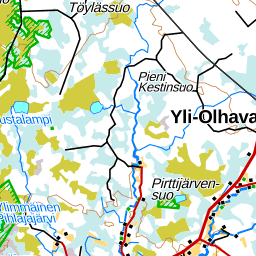 Töylässuo
Pieni
Kestinsuo
Yli-Olhava
ustalampi
Pirttijärven-
suo
Ylimmäinen
Pihlajajärvi